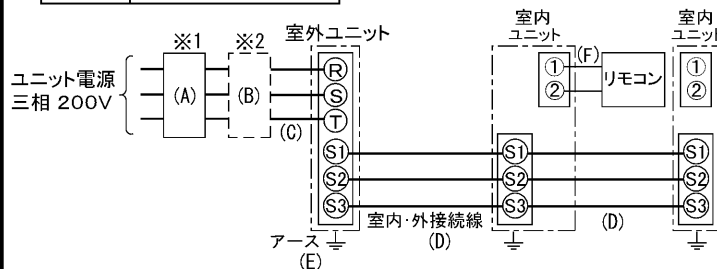 ※1
※2
室外ユニット
室内
ユニット
室内
ユニット
ユニット電源
三相 200V
(A)
(B)
(C)
R
S
T
S1
S2
S3
①
②
(F)
リモコン
①
②
S1
S2
S3
S1
S2
S3
室内・外接続線
(D)
(D)
アース
(E)